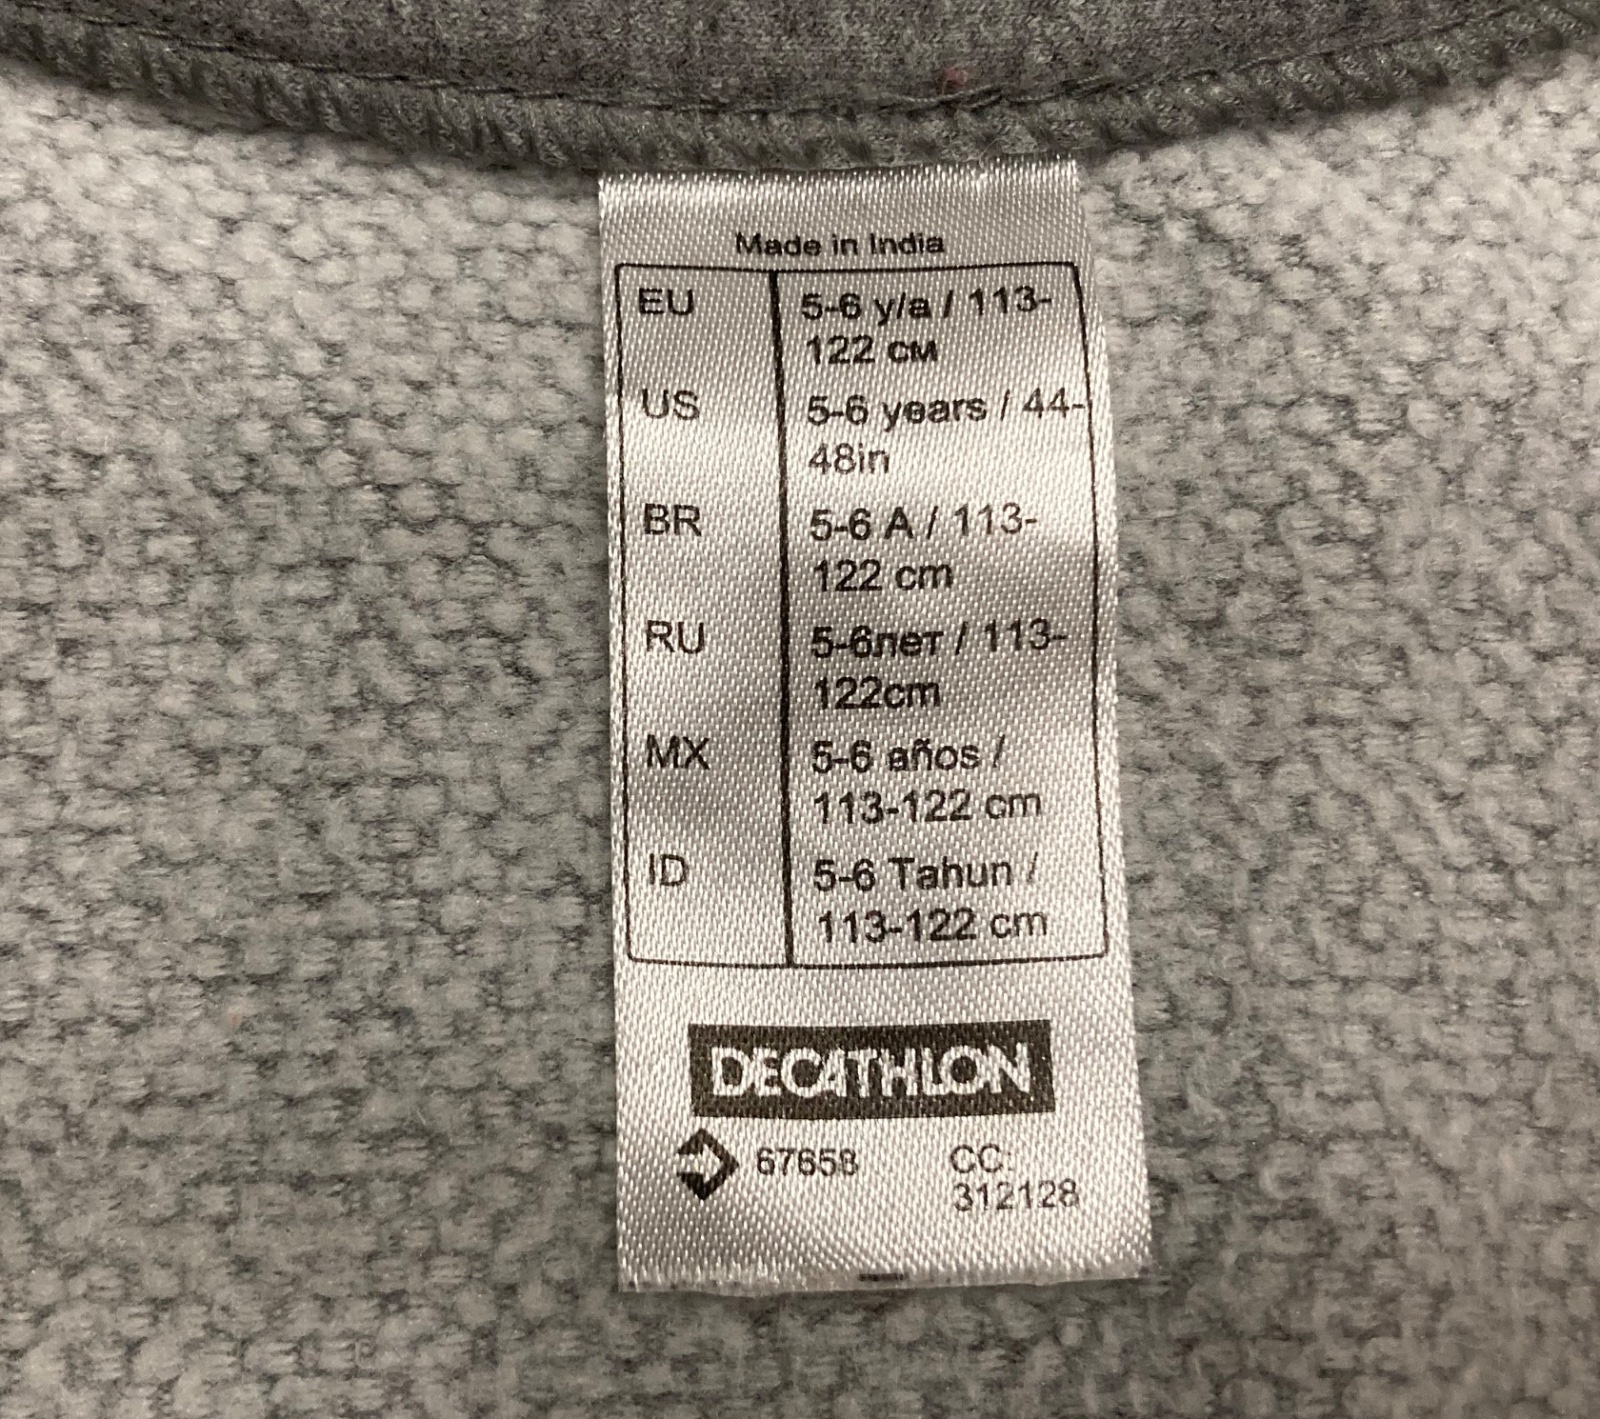 Made in India
EU 5-6 y/a / 113-
122 см
US 5-6 years / 44-
48in
BR 5-6 A / 113-
122 cm
RU 5-6лет / 113-
122cm
MX 5-6 años /
113-122 cm
ID 5-6 Tahun /
113-122 cm
DECATHLON
67658 CC:
312128